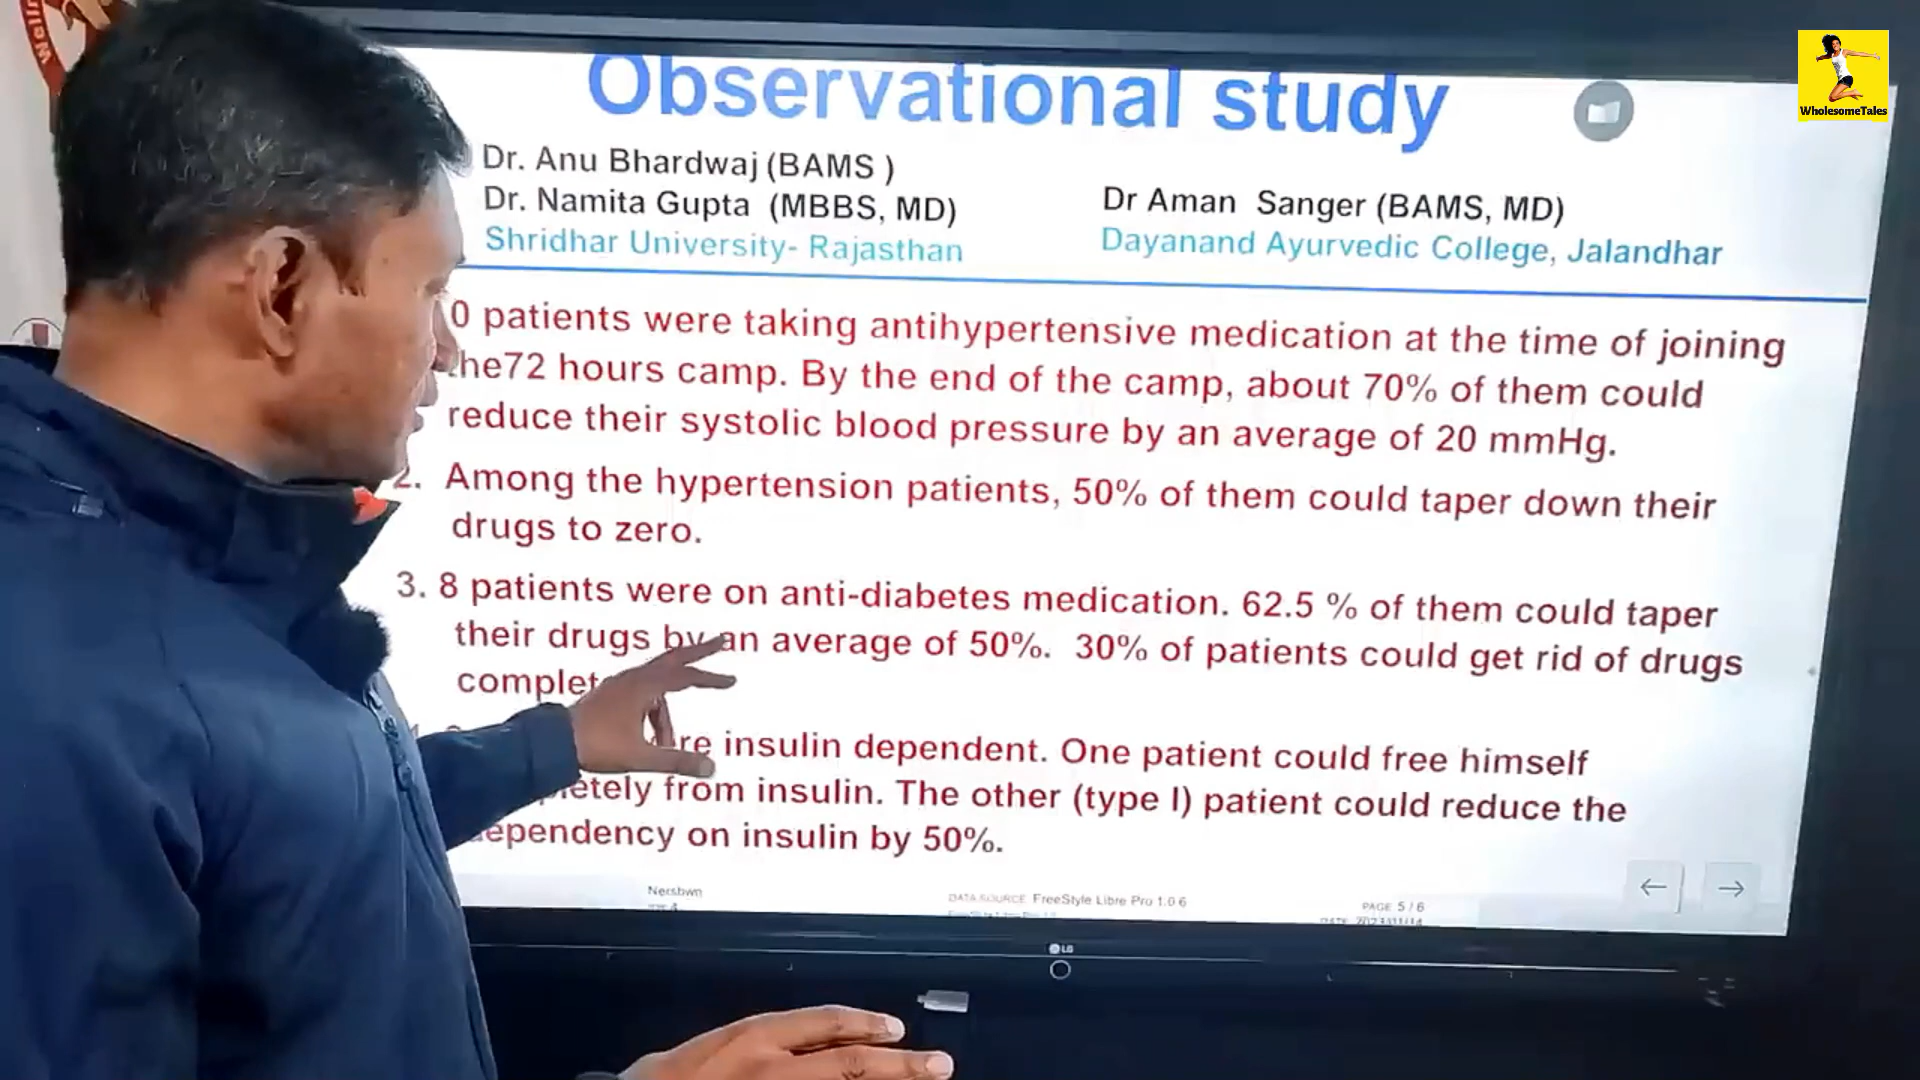 WholesomeTales
Observational study
Dr. Anu Bhardwaj (BAMS )
Dr. Namita Gupta (MBBS, MD)
Shridhar University- Rajasthan
Dr Aman Sanger (BAMS, MD)
Dayanand Ayurvedic College, Jalandhar
0 patients were taking antihypertensive medication at the time of joining
he72 hours camp. By the end of the camp, about 70% of them could
reduce their systolic blood pressure by an average of 20 mmHg.
2. Among the hypertension patients, 50% of them could taper down their
drugs to zero.
3. 8 patients were on anti-diabetes medication. 62.5 % of them could taper
their drugs by an average of 50%. 30% of patients could get rid of drugs
complet
re insulin dependent. One patient could free himself
etely from insulin. The other (type I) patient could reduce the
ependency on insulin by 50%.
DATA SOURCE: FreeStyle Libre Pro 1.0 6
PAGE 5 / 6
LG